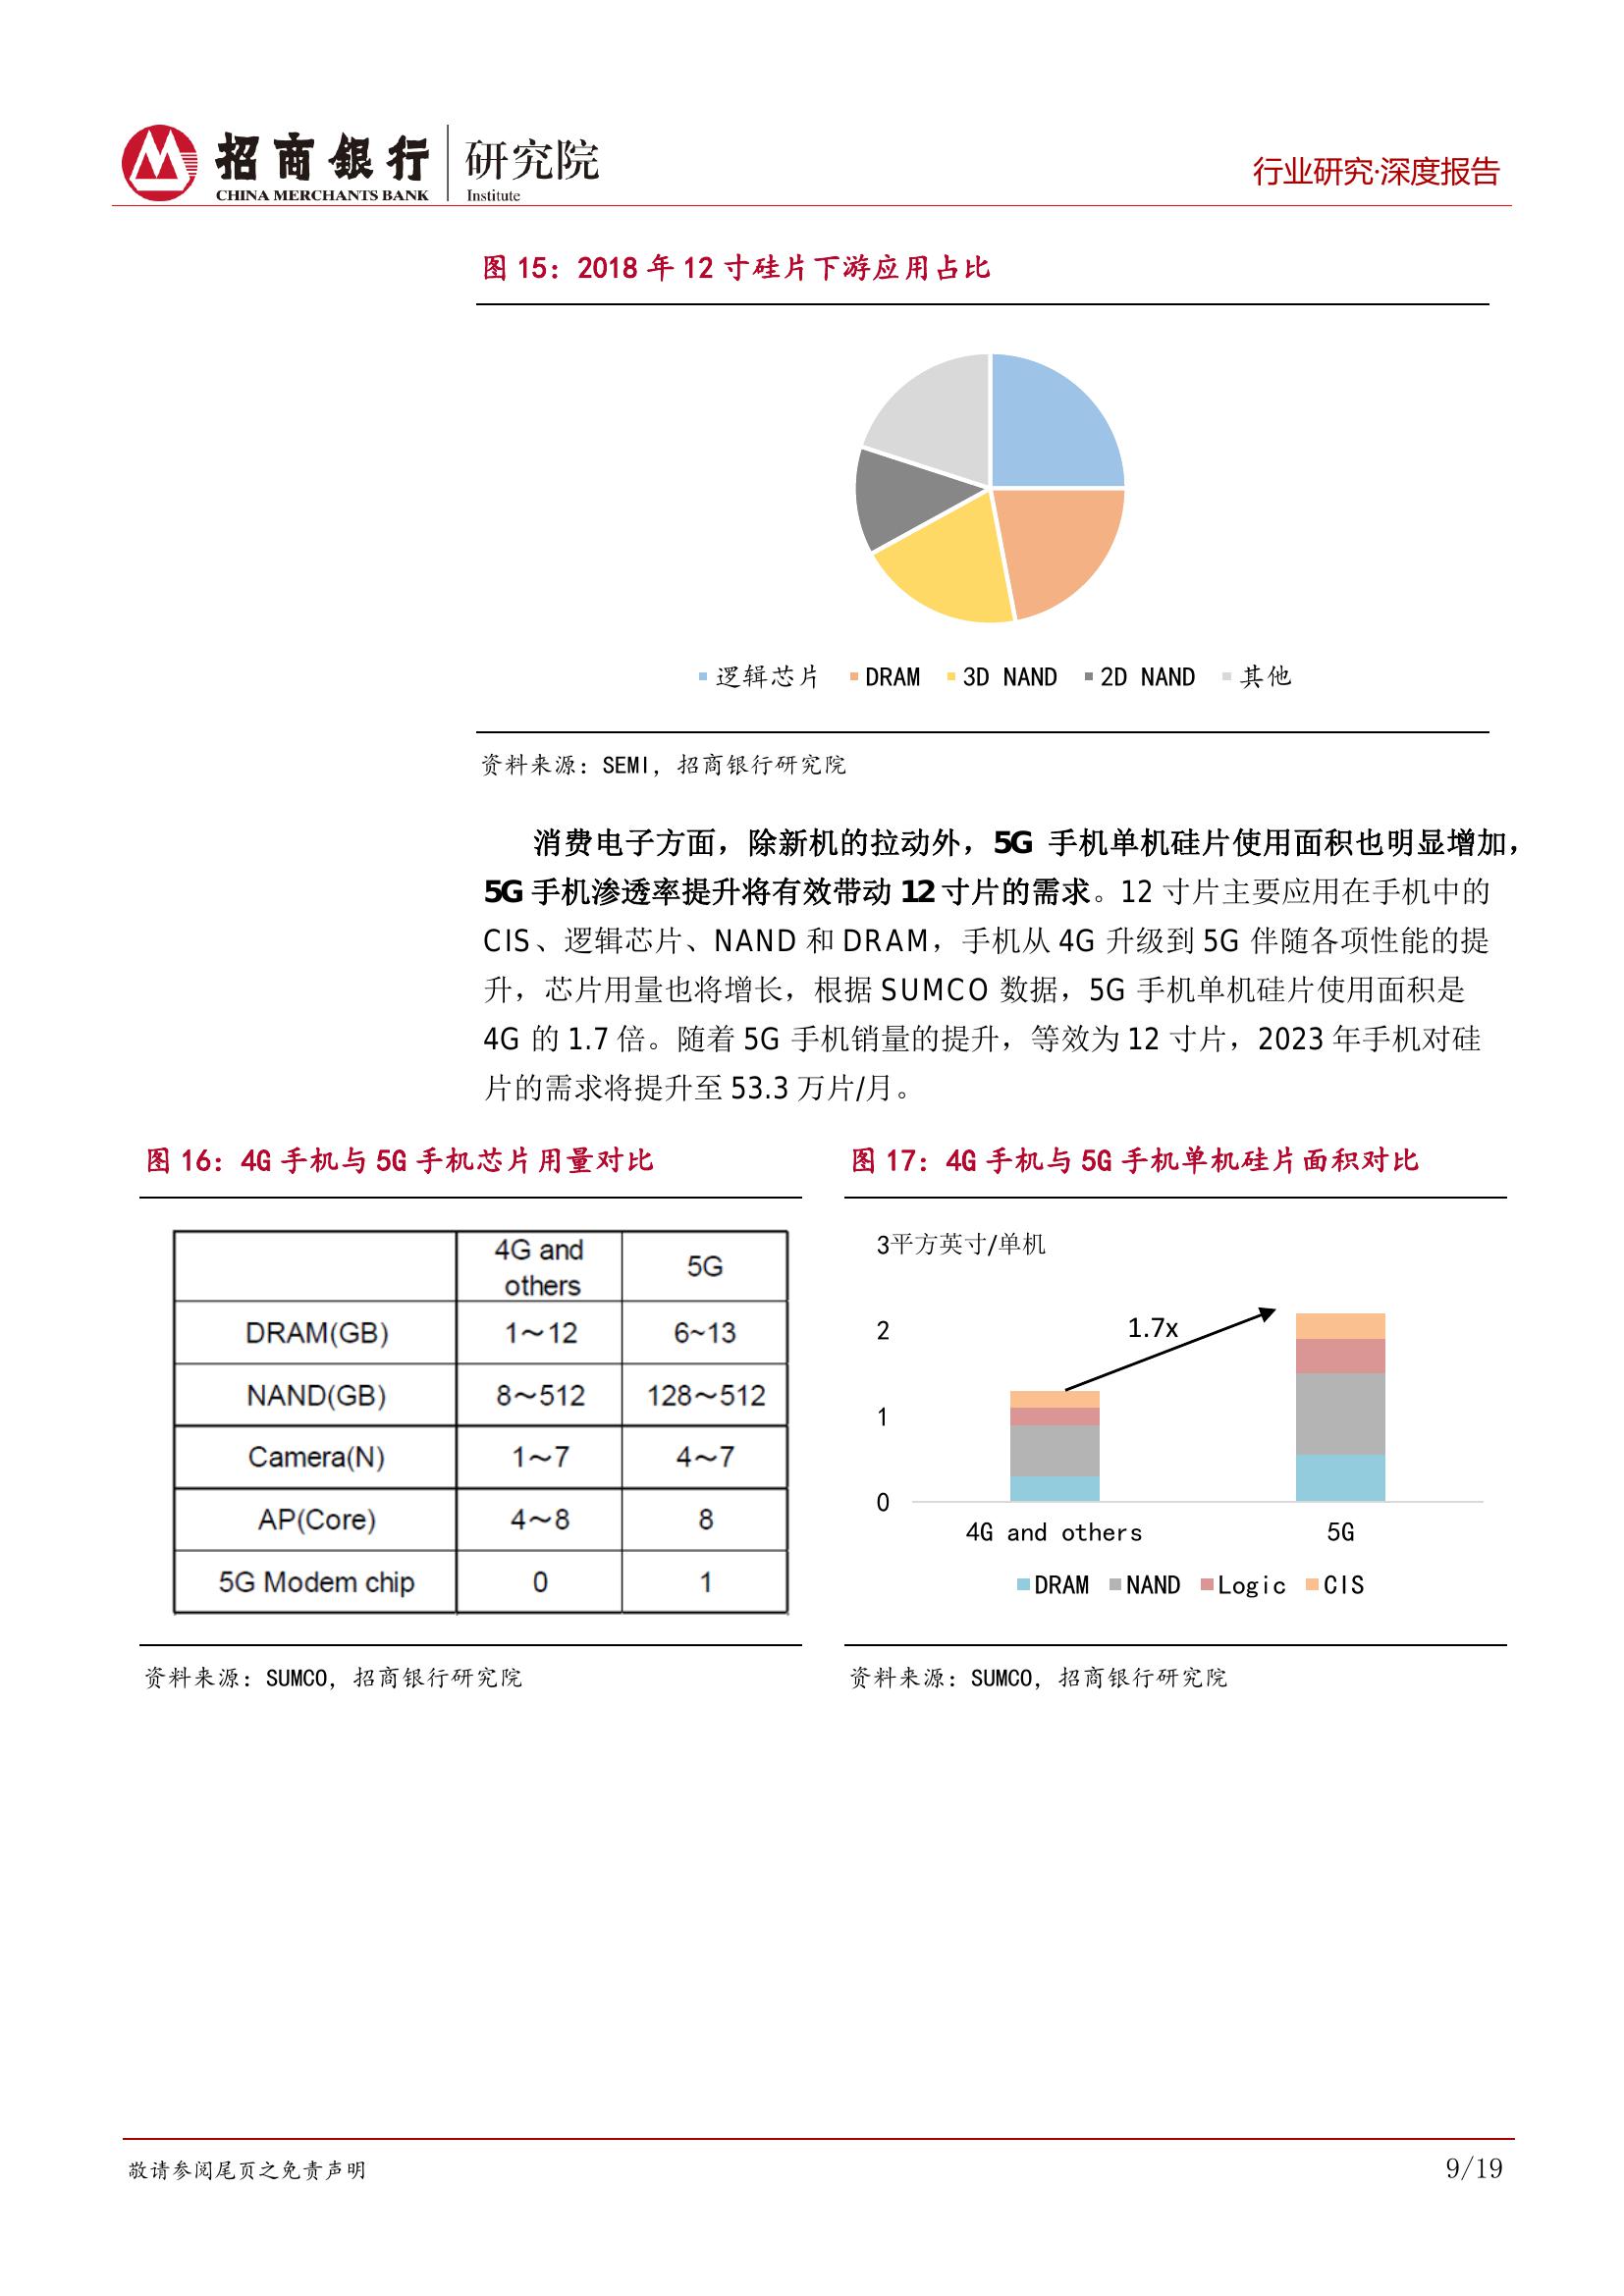 招商银行 研究院
CHINA MERCHANTS BANK Institute
行业研究·深度报告
图 15：2018 年 12 寸硅片下游应用占比
逻辑芯片 DRAM 3D NAND 2D NAND 其他
资料来源：SEMI，招商银行研究院
消费电子方面，除新机的拉动外，5G 手机单机硅片使用面积也明显增加，
5G 手机渗透率提升将有效带动 12 寸片的需求。12 寸片主要应用在手机中的
CIS、逻辑芯片、NAND 和 DRAM，手机从 4G 升级到 5G 伴随各项性能的提
升，芯片用量也将增长，根据 SUMCO 数据，5G 手机单机硅片使用面积是
4G 的 1.7 倍。随着 5G 手机销量的提升，等效为 12 寸片，2023 年手机对硅
片的需求将提升至 53.3 万片/月。
图 16：4G 手机与 5G 手机芯片用量对比
4G and
others
5G
DRAM(GB) 1～12 6~13
NAND(GB) 8～512 128～512
Camera(N) 1～7 4～7
AP(Core) 4～8 8
5G Modem chip 0 1
资料来源：SUMCO，招商银行研究院
图 17：4G 手机与 5G 手机单机硅片面积对比
3平方英寸/单机
1.7x
2
1
0
4G and others 5G
DRAM NAND Logic CIS
资料来源：SUMCO，招商银行研究院
敬请参阅尾页之免责声明
9/19